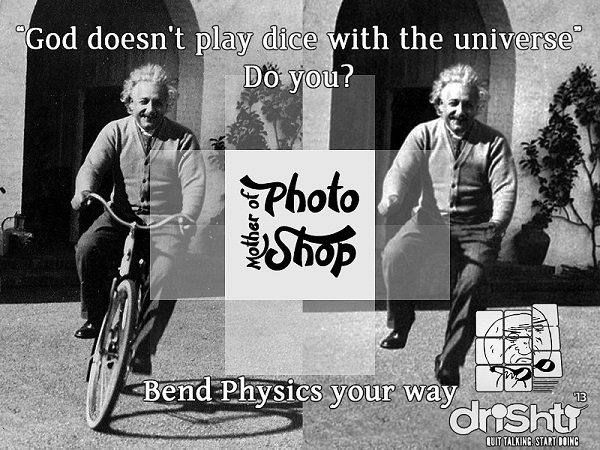 “God doesn't play dice with the universe”
Do you?
Mother of Photo Shop
Bend Physics your way
drishti '13
QUIT TALKING. START DOING